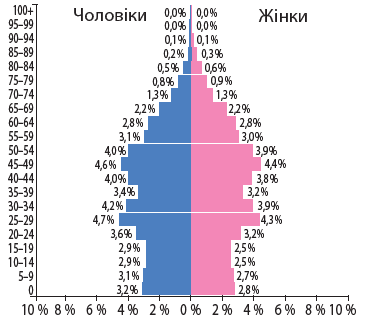 Чоловіки Жінки
100+ 0,0% 0,0%
95–99 0,0% 0,0%
90–94 0,1% 0,1%
85–89 0,2% 0,3%
80–84 0,5% 0,6%
75–79 0,8% 0,9%
70–74 1,3% 1,3%
65–69 2,2% 2,2%
60–64 2,8% 2,8%
55–59 3,1% 3,0%
50–54 4,0% 3,9%
45–49 4,6% 4,4%
40–44 4,0% 3,8%
35–39 3,4% 3,2%
30–34 4,2% 3,9%
25–29 4,7% 4,3%
20–24 3,6% 3,2%
15–19 2,9% 2,5%
10–14 2,9% 2,5%
5–9 3,1% 2,7%
0 3,2% 2,8%
10 % 8 % 6 % 4 % 2 % 0 % 2 % 4 % 6 % 8 % 10 %